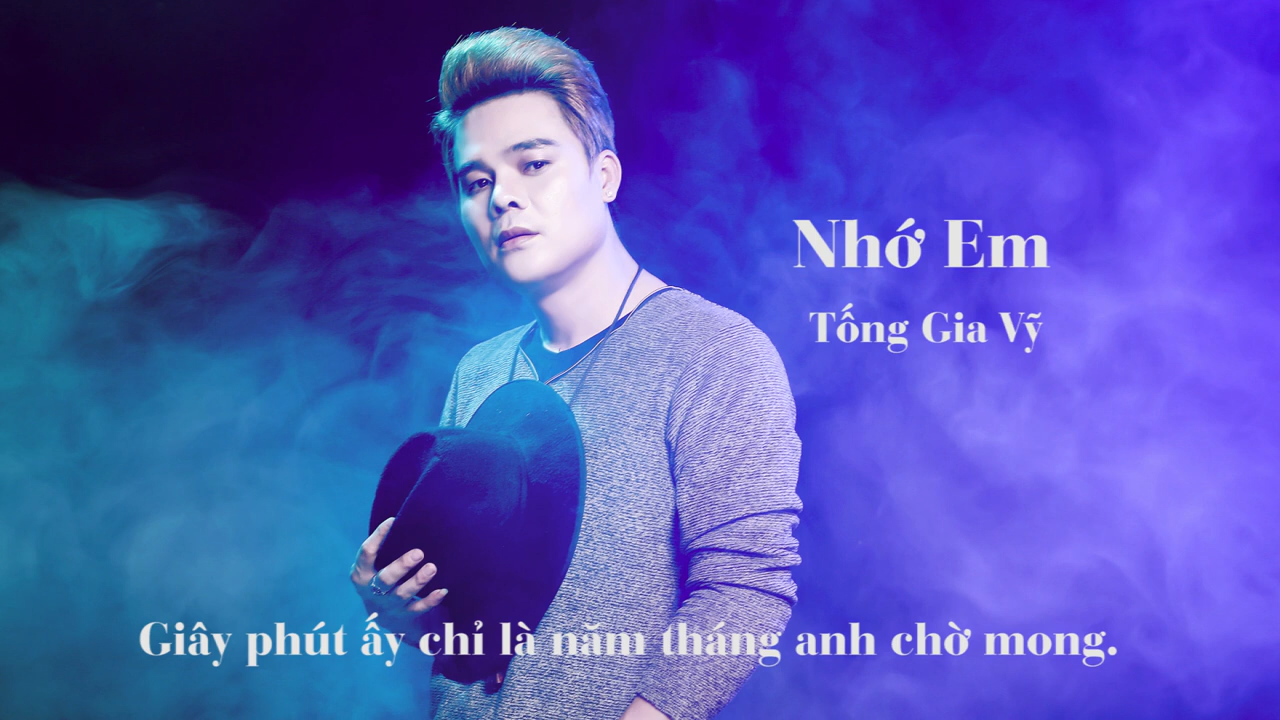 Nhớ Em
Tống Gia Vỹ
Giây phút ấy chỉ là năm tháng anh chờ mong.